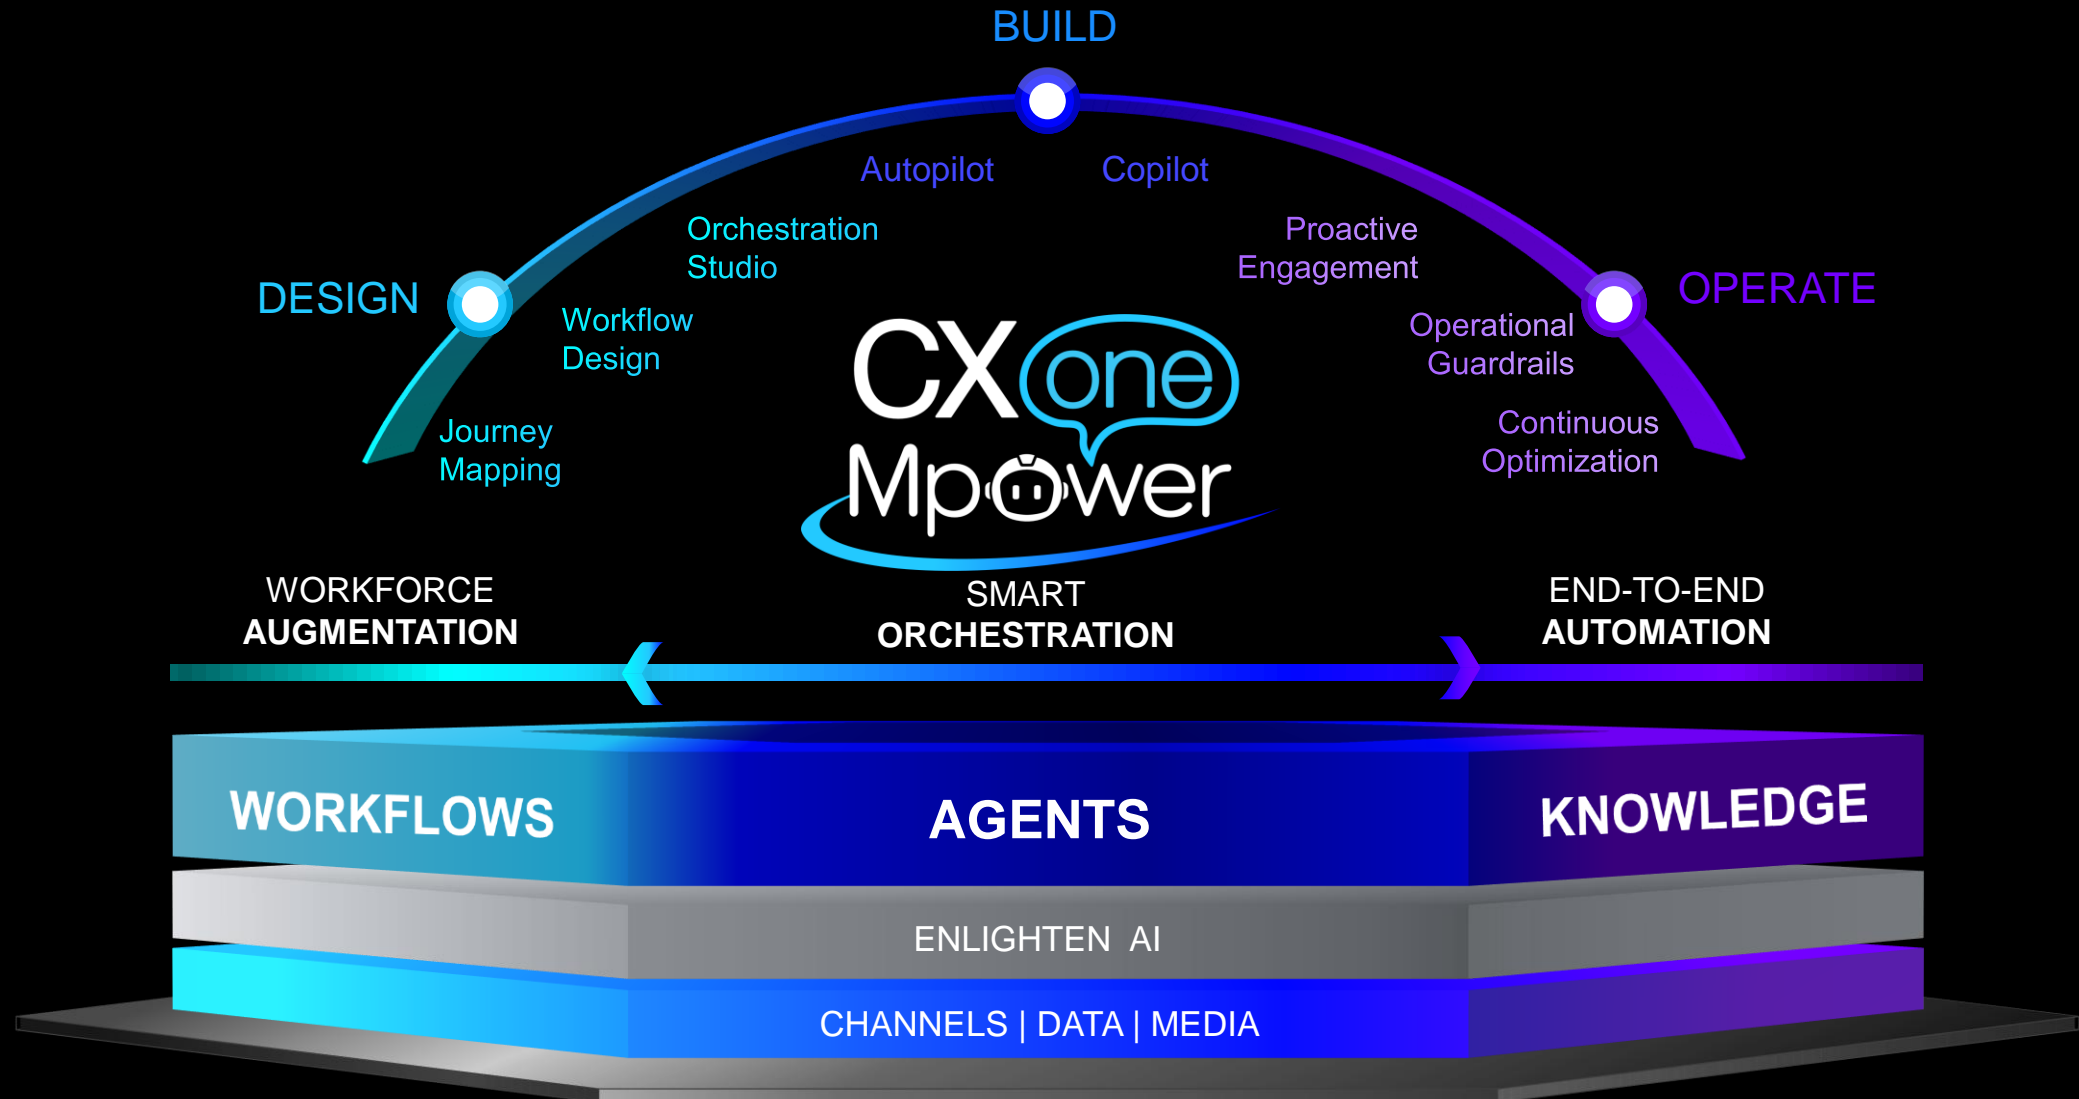 BUILD
Autopilot
Copilot
Orchestration
Studio
Proactive
Engagement
DESIGN
OPERATE
Workflow
Design
Operational
Guardrails
Journey
Mapping
Continuous
Optimization
CXone
Mpower
WORKFORCE
AUGMENTATION
SMART
ORCHESTRATION
END-TO-END
AUTOMATION
WORKFLOWS
AGENTS
KNOWLEDGE
ENLIGHTEN AI
CHANNELS | DATA | MEDIA